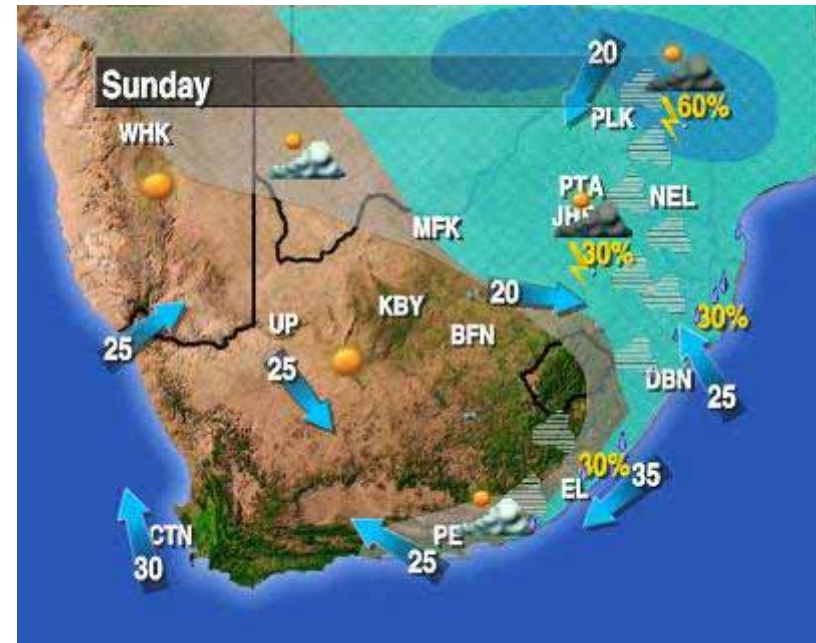 20
Sunday
60%
PLK
WHK
PTA
NEL
JHB
MFK
30%
20
KBY
30%
UP
BFN
25
25
DBN
25
30%
35
EL
CTN
PE
25
30